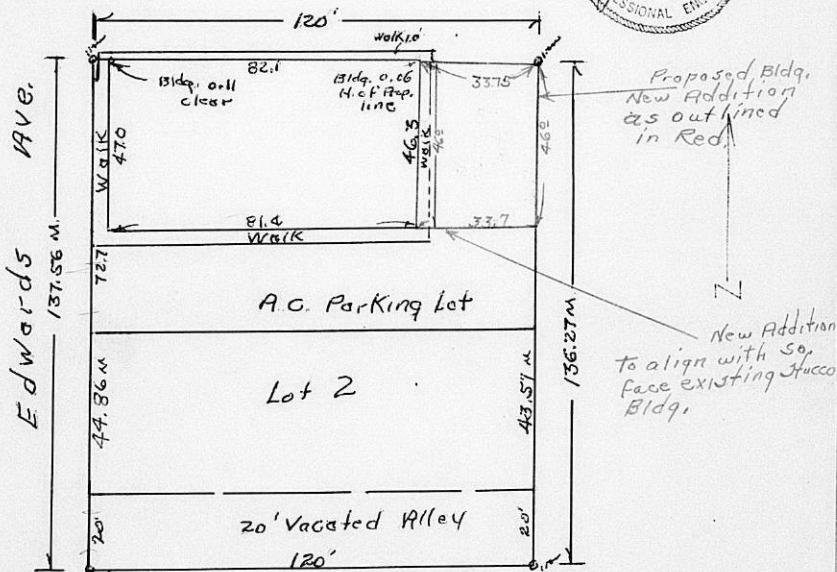 SSIONAL EN
120'
Walk 1.0'
82.1
Bldg. 0.11
clear
Bldg. 0.06
N. of Prop.
line
33.75
Proposed Bldg.
New Addition
as outlined
in Red.
Edwards Ave.
137.56 M.
Walk
47.0
46.3
Walk
46.0
46.0
81.4
33.7
Walk
72.7
A.C. Parking Lot
N
136.27 M
New Addition
To align with So.
face existing Stucco
Bldg.
Lot 2
44.86 M
43.57 M
20'
20' Vacated Alley
20'
120'